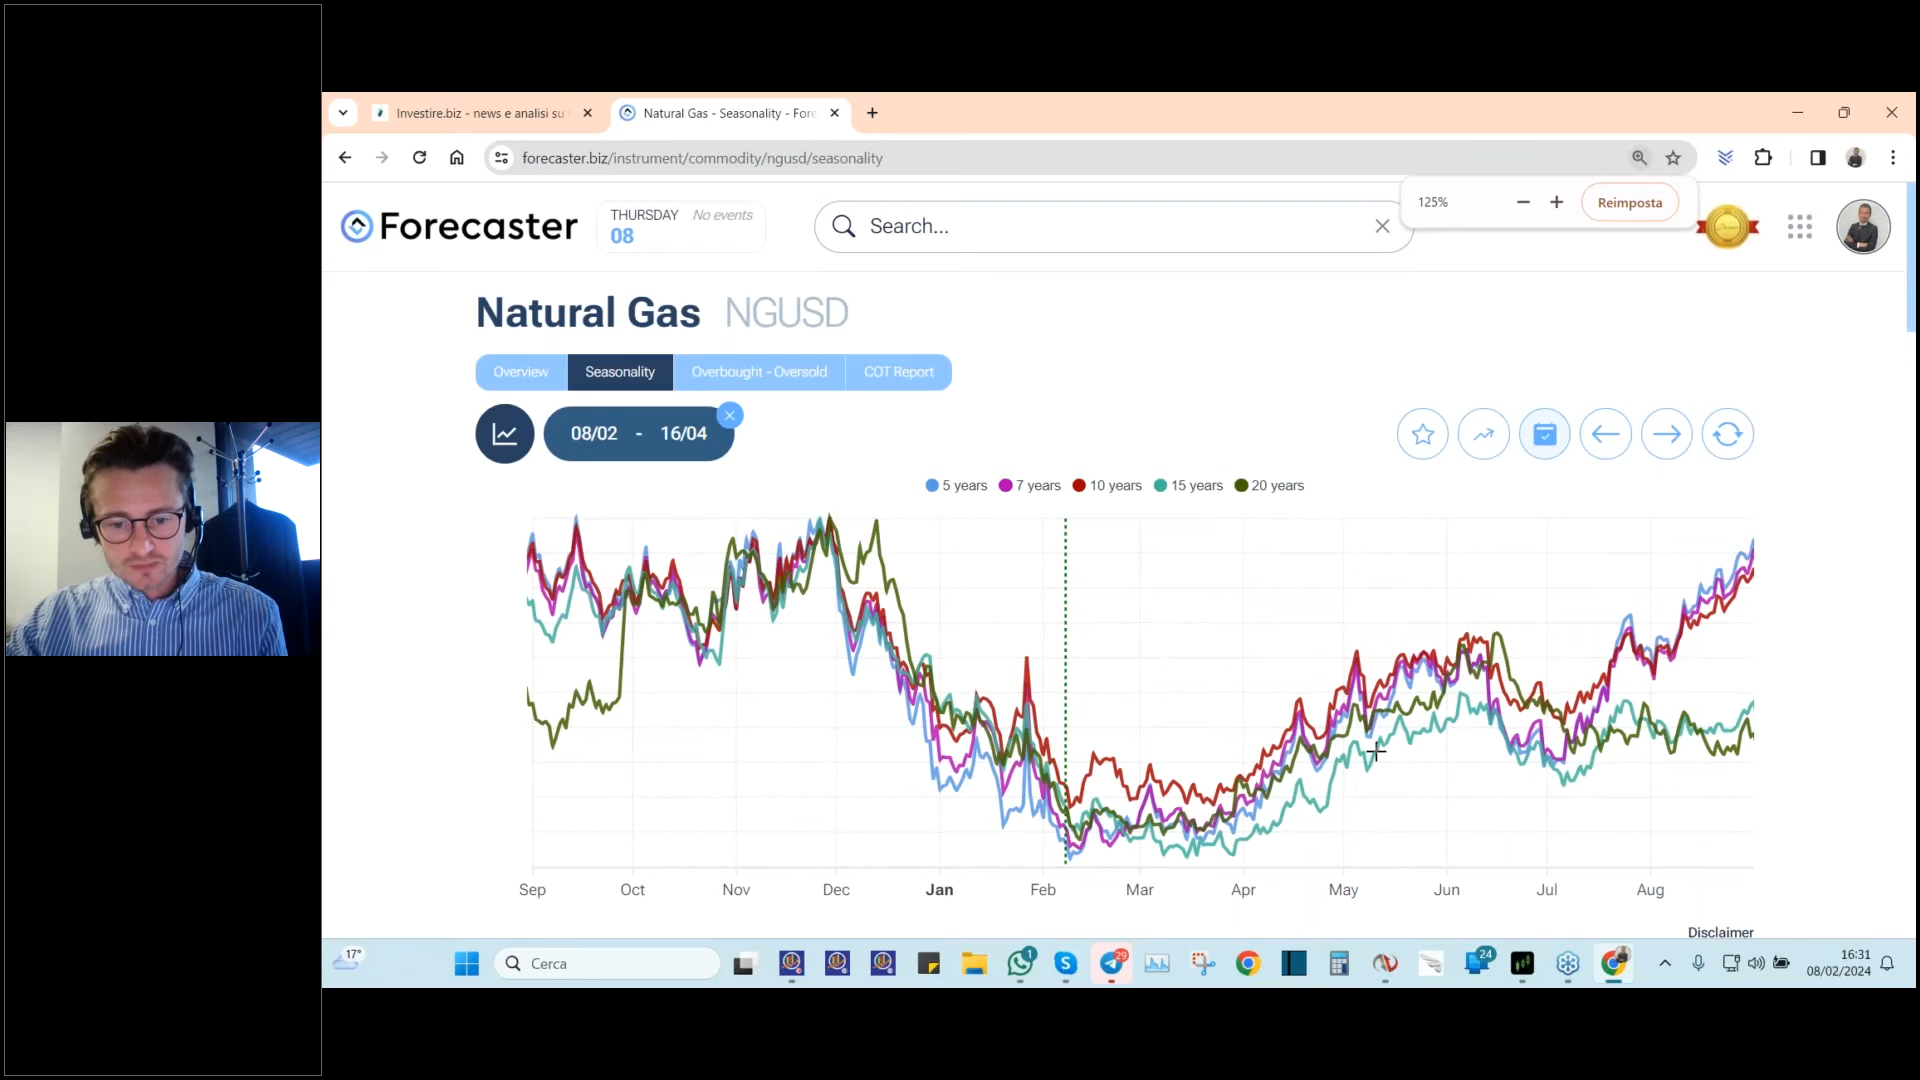 Investire.biz - news e analisi su
Natural Gas - Seasonality - Fore
forecaster.biz/instrument/commodity/ngusd/seasonality
125%
Reimposta
Forecaster
THURSDAY No events
08
Search...
Natural Gas NGUSD
Overview Seasonality Overbought - Oversold COT Report
08/02 - 16/04
5 years 7 years 10 years 15 years 20 years
Sep Oct Nov Dec Jan Feb Mar Apr May Jun Jul Aug
Disclaimer
17°
Cerca
1
29
24
16:31
08/02/2024